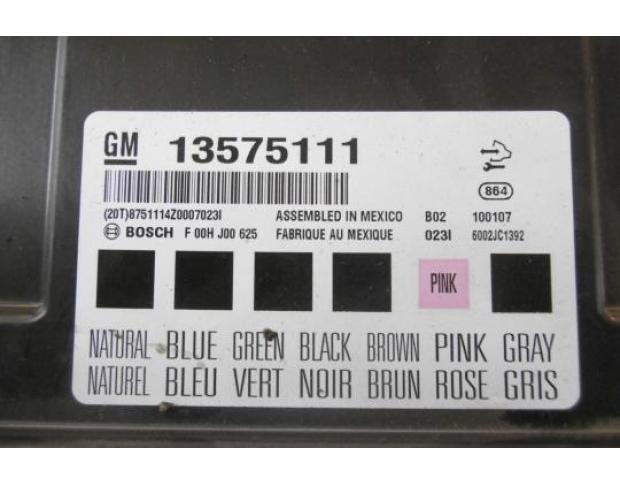 GM 13575111
864
(20T)8751114Z0007023I ASSEMBLED IN MEXICO B02 100107
BOSCH F 00H J00 625 FABRIQUE AU MEXIQUE 023I 6002JC1392
PINK
NATURAL BLUE GREEN BLACK BROWN PINK GRAY
NATUREL BLEU VERT NOIR BRUN ROSE GRIS